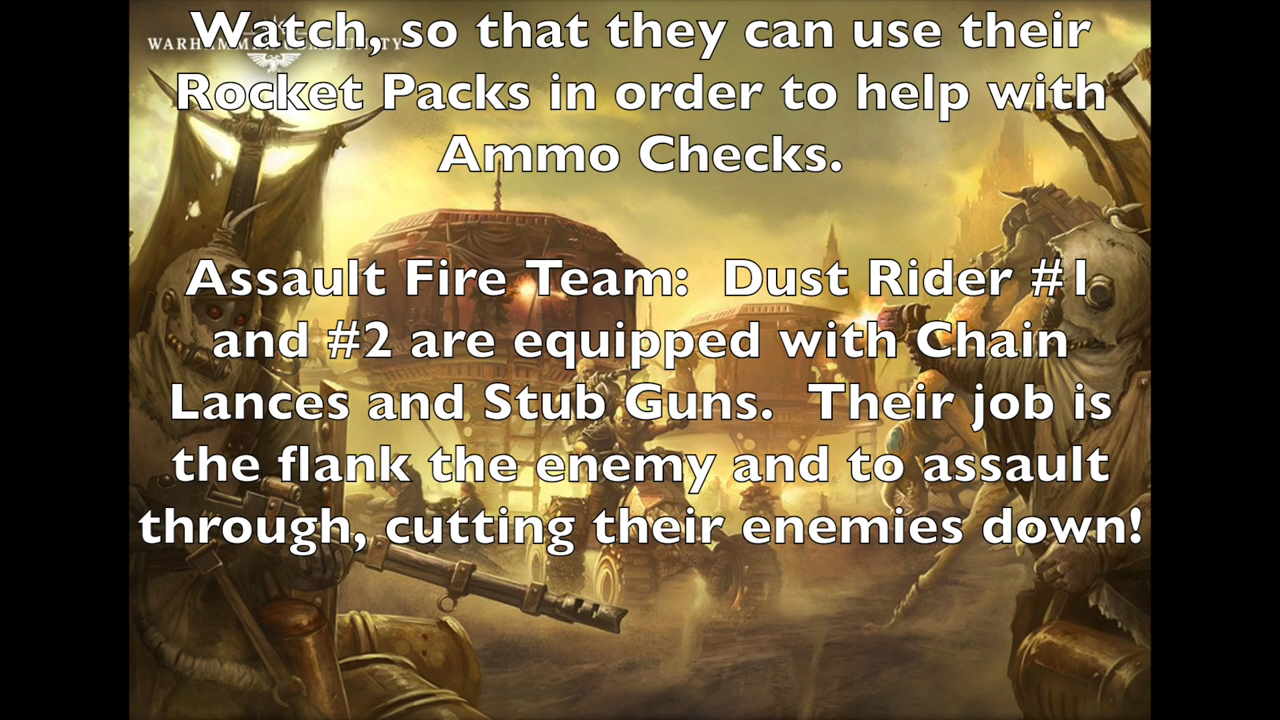 Watch, so that they can use their
Rocket Packs in order to help with
Ammo Checks.
Assault Fire Team:  Dust Rider #1
and #2 are equipped with Chain
Lances and Stub Guns.  Their job is
the flank the enemy and to assault
through, cutting their enemies down!